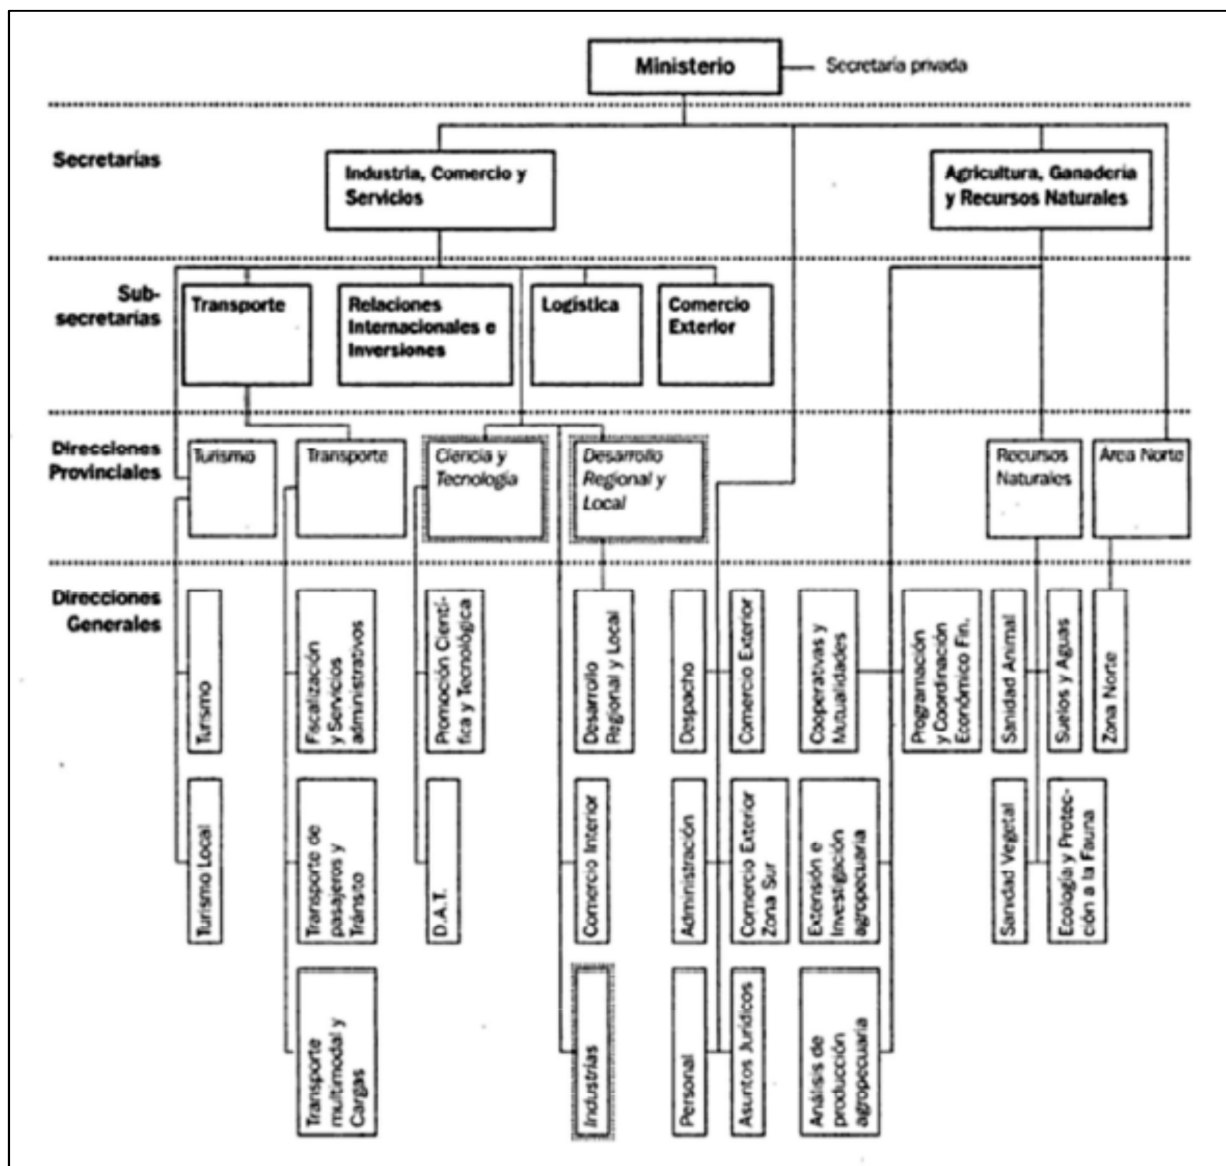 Ministerio
Secretaría privada
Secretarías
Industria, Comercio y
Servicios
Agricultura, Ganadería
y Recursos Naturales
Sub-
secretarías
Transporte
Relaciones
Internacionales e
Inversiones
Logística
Comercio
Exterior
Direcciones
Provinciales
Turismo
Transporte
Ciencia y
Tecnología
Desarrollo
Regional y
Local
Recursos
Naturales
Area Norte
Direcciones
Generales
Turismo
Fiscalización
y Servicios
administrativos
Promoción Cientí-
fica y Tecnológica
Desarrollo
Regional y Local
Despacho
Comercio Exterior
Cooperativas y
Mutualidades
Programación
y Coordinación
Económico Fin.
Sanidad Animal
Suelos y Aguas
Zona Norte
Turismo Local
Transporte de
pasajeros y
Tránsito
D.A.T.
Comercio Interior
Administración
Comercio Exterior
Zona Sur
Extensión e
Investigación
agropecuaria
Sanidad Vegetal
Ecología y Protec-
ción a la Fauna
Transporte
multimodal y
Cargas
Industrias
Personal
Asuntos Jurídicos
Análisis de
producción
agropecuaria